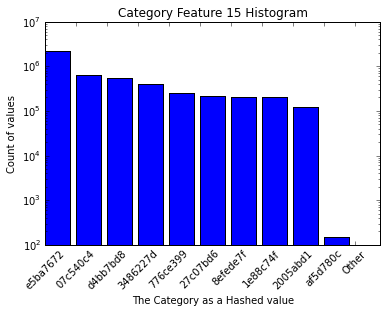 Category Feature 15 Histogram
Count of values
10^7
10^6
10^5
10^4
10^3
10^2
e5ba7672
07c540c4
d4bb7bd8
3486227d
776ce399
27c07bd6
8efede7f
1e88c74f
2005abd1
af5d780c
Other
The Category as a Hashed value